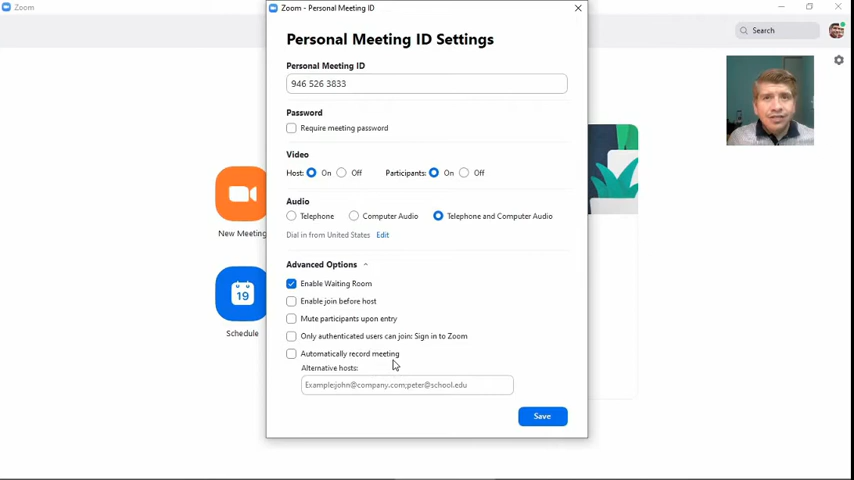 Zoom
Zoom - Personal Meeting ID
Search
Personal Meeting ID Settings
Personal Meeting ID
946 526 3833
Password
Require meeting password
Video
Host: On Off Participants: On Off
Audio
Telephone Computer Audio Telephone and Computer Audio
Dial in from United States Edit
Advanced Options
Enable Waiting Room
Enable join before host
Mute participants upon entry
Only authenticated users can join: Sign in to Zoom
Automatically record meeting
Alternative hosts:
Example:john@company.com;peter@school.edu
Save
New Meeting
19
Schedule